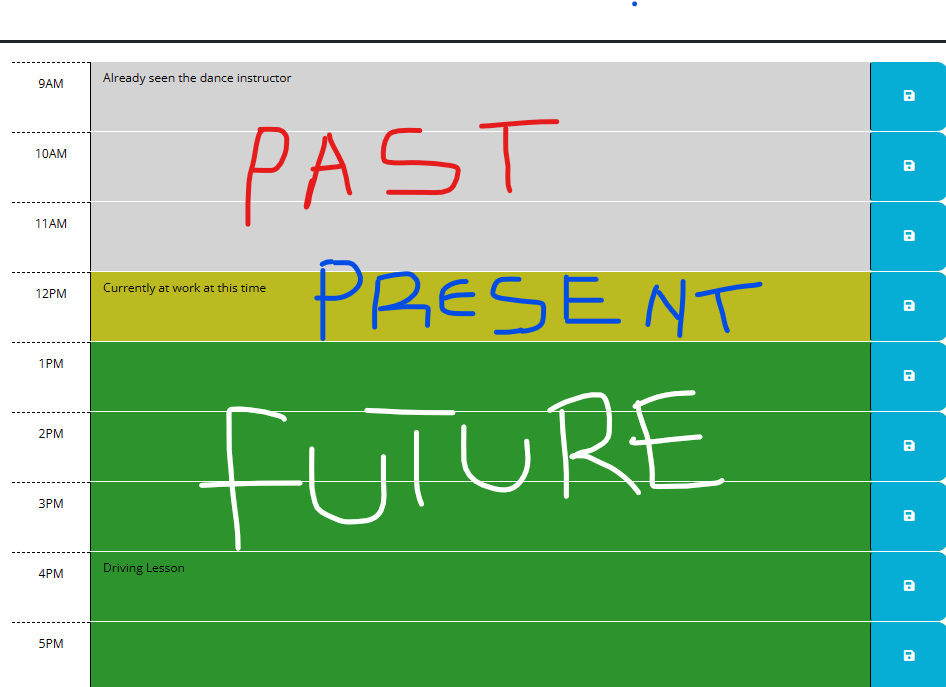 9AM Already seen the dance instructor
10AM
PAST
11AM
12PM Currently at work at this time
PRESENT
1PM
2PM
FUTURE
3PM
4PM Driving Lesson
5PM